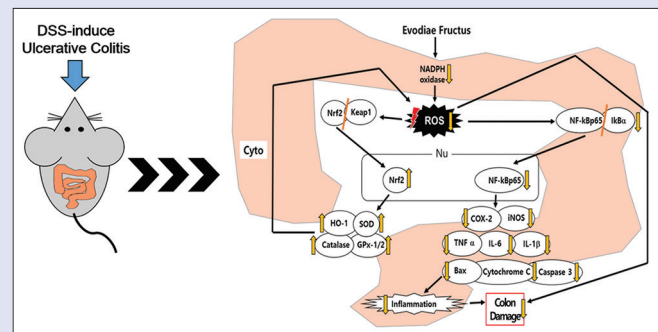 DSS-induce
Ulcerative Colitis
Evodiae Fructus
NADPH
oxidase
Nrf2 Keap1
ROS
NF-kBp65 IkBα
Cyto
Nu
Nrf2
NF-kBp65
HO-1 SOD
COX-2 iNOS
Catalase GPx-1/2
TNF α IL-6 IL-1β
Bax Cytochrome C Caspase 3
Inflammation
Colon
Damage